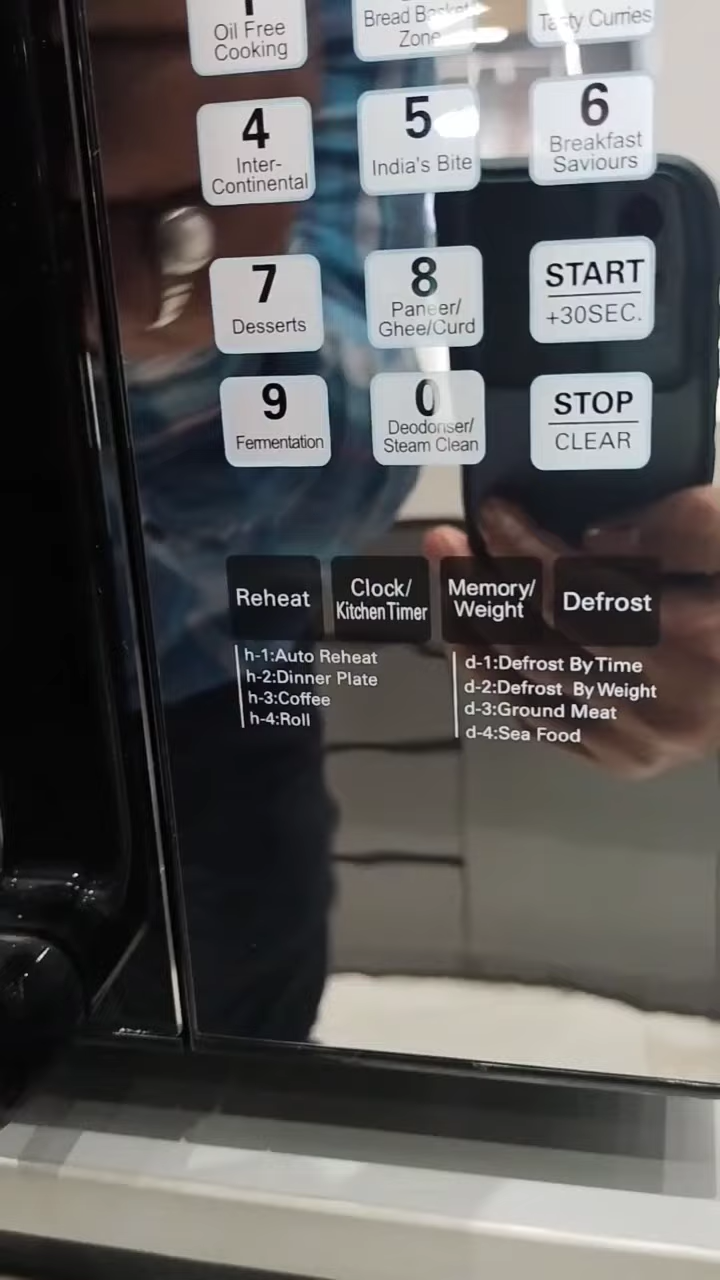 Oil Free
Cooking
Bread Basket
Zone
Tasty Curries
4
Inter-
Continental
5
India's Bite
6
Breakfast
Saviours
7
Desserts
8
Paneer/
Ghee/Curd
START
+30SEC.
9
Fermentation
0
Deodoriser/
Steam Clean
STOP
CLEAR
Reheat
Clock/
Kitchen Timer
Memory/
Weight
Defrost
h-1:Auto Reheat
h-2:Dinner Plate
h-3:Coffee
h-4:Roll
d-1:Defrost By Time
d-2:Defrost By Weight
d-3:Ground Meat
d-4:Sea Food